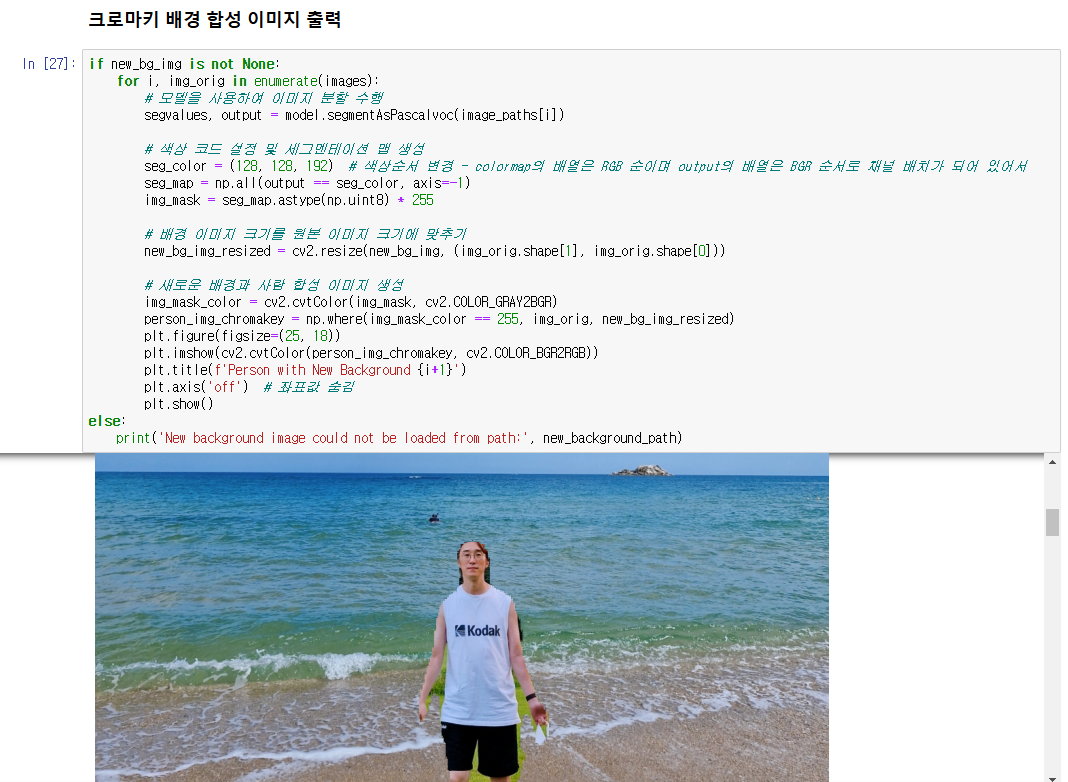 크로마키 배경 합성 이미지 출력
In [27]:
if new_bg_img is not None:
    for i, img_orig in enumerate(images):
        # 모델을 사용하여 이미지 분할 수행
        segvalues, output = model.segmentAsPascalvoc(image_paths[i])
        # 색상 코드 설정 및 세그멘테이션 맵 생성
        seg_color = (128, 128, 192)  # 색상순서 변경 - colormap의 배열은 RGB 순이며 output의 배열은 BGR 순서로 채널 배치가 되어 있어서
        seg_map = np.all(output == seg_color, axis=-1)
        img_mask = seg_map.astype(np.uint8) * 255
        # 배경 이미지 크기를 원본 이미지 크기에 맞추기
        new_bg_img_resized = cv2.resize(new_bg_img, (img_orig.shape[1], img_orig.shape[0]))
        # 새로운 배경과 사람 합성 이미지 생성
        img_mask_color = cv2.cvtColor(img_mask, cv2.COLOR_GRAY2BGR)
        person_img_chromakey = np.where(img_mask_color == 255, img_orig, new_bg_img_resized)
        plt.figure(figsize=(25, 18))
        plt.imshow(cv2.cvtColor(person_img_chromakey, cv2.COLOR_BGR2RGB))
        plt.title(f'Person with New Background {i+1}')
        plt.axis('off')  # 좌표값 숨김
        plt.show()
else:
    print('New background image could not be loaded from path:', new_background_path)
Kodak